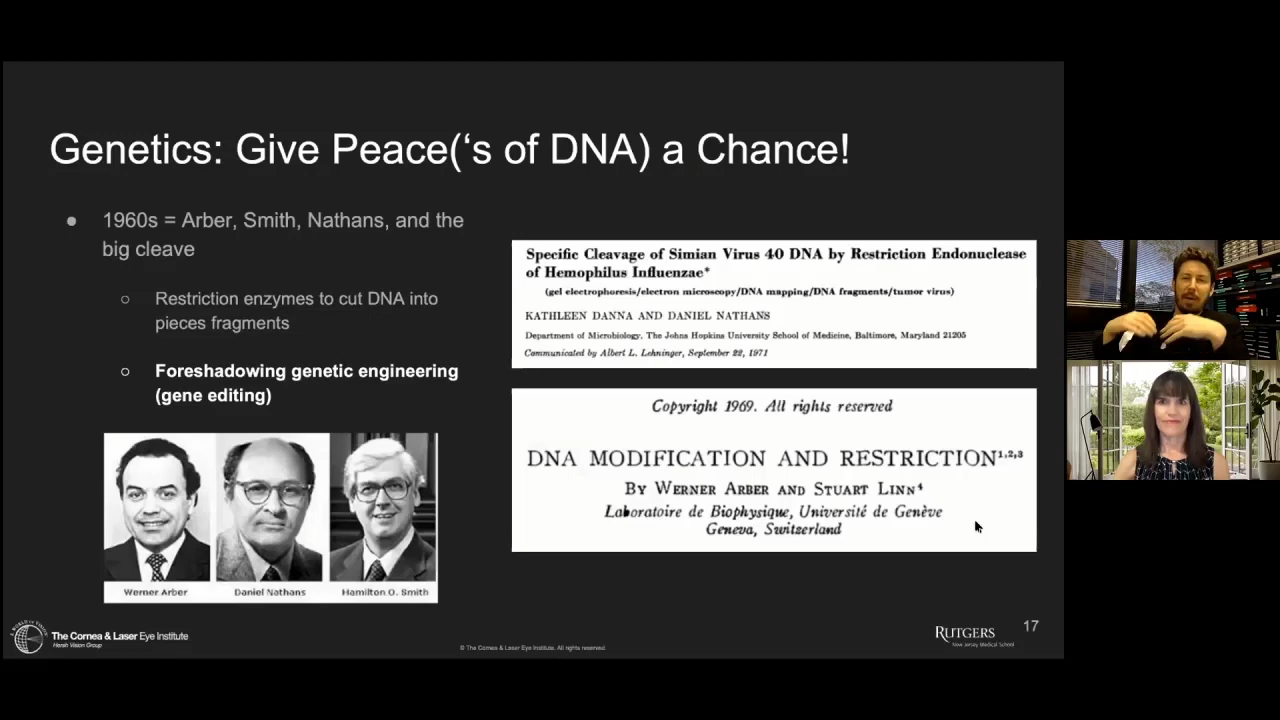 Genetics: Give Peace(‘s of DNA) a Chance!
● 1960s = Arber, Smith, Nathans, and the
big cleave
○ Restriction enzymes to cut DNA into
pieces fragments
○ Foreshadowing genetic engineering
(gene editing)
Werner Arber
Daniel Nathans
Hamilton O. Smith
Specific Cleavage of Simian Virus 40 DNA by Restriction Endonuclease
of Hemophilus Influenzae*
(gel electrophoresis/electron microscopy/DNA mapping/DNA fragments/tumor virus)
KATHLEEN DANNA AND DANIEL NATHANS
Department of Microbiology, The Johns Hopkins University School of Medicine, Baltimore, Maryland 21205
Communicated by Albert L. Lehninger, September 22, 1971
Copyright 1969. All rights reserved
DNA MODIFICATION AND RESTRICTION¹,²,³
BY WERNER ARBER AND STUART LINN⁴
Laboratoire de Biophysique, Université de Genève
Geneva, Switzerland
A WORLD OF VISION
The Cornea & Laser Eye Institute
Hersh Vision Group
© The Cornea & Laser Eye Institute. All rights reserved.
RUTGERS
New Jersey Medical School
17